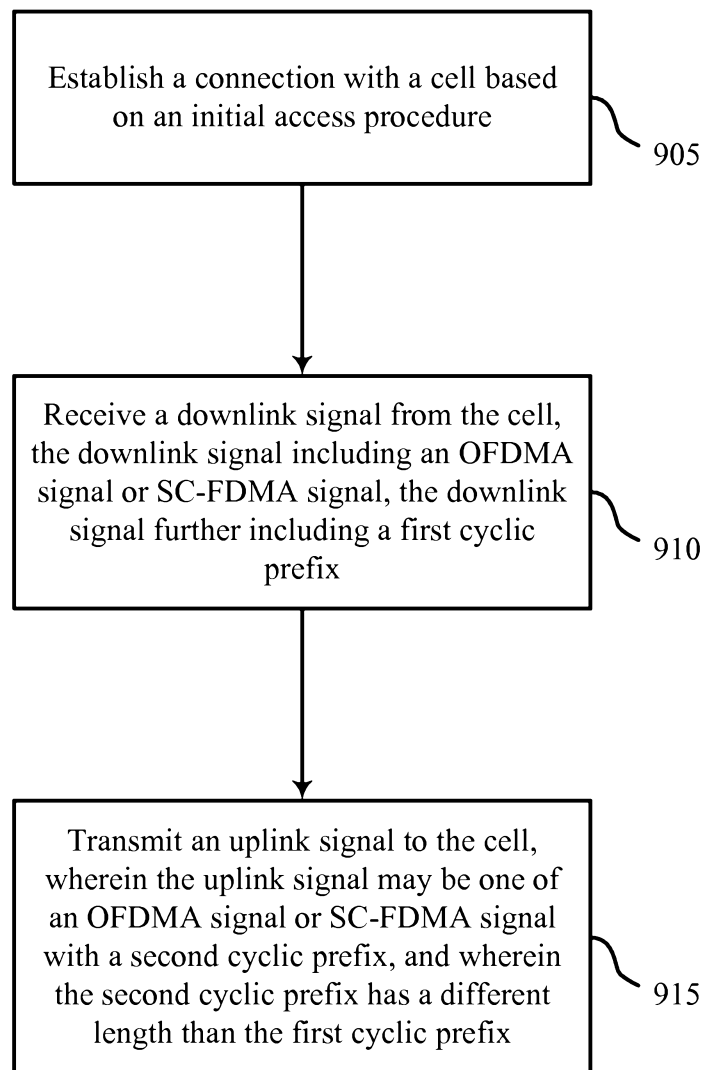 Establish a connection with a cell based
on an initial access procedure
905
Receive a downlink signal from the cell,
the downlink signal including an OFDMA
signal or SC-FDMA signal, the downlink
signal further including a first cyclic
prefix
910
Transmit an uplink signal to the cell,
wherein the uplink signal may be one of
an OFDMA signal or SC-FDMA signal
with a second cyclic prefix, and wherein
the second cyclic prefix has a different
length than the first cyclic prefix
915